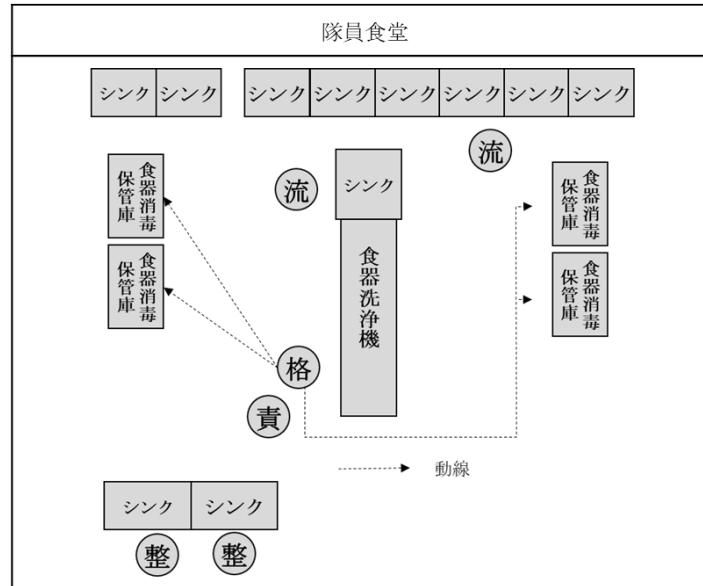 隊員食堂
シンク
シンク
シンク
シンク
シンク
シンク
シンク
シンク
流
流
シンク
食器消毒
保管庫
食器消毒
保管庫
食器消毒
保管庫
食器消毒
保管庫
食器洗浄機
格
責
動線
シンク
シンク
整
整